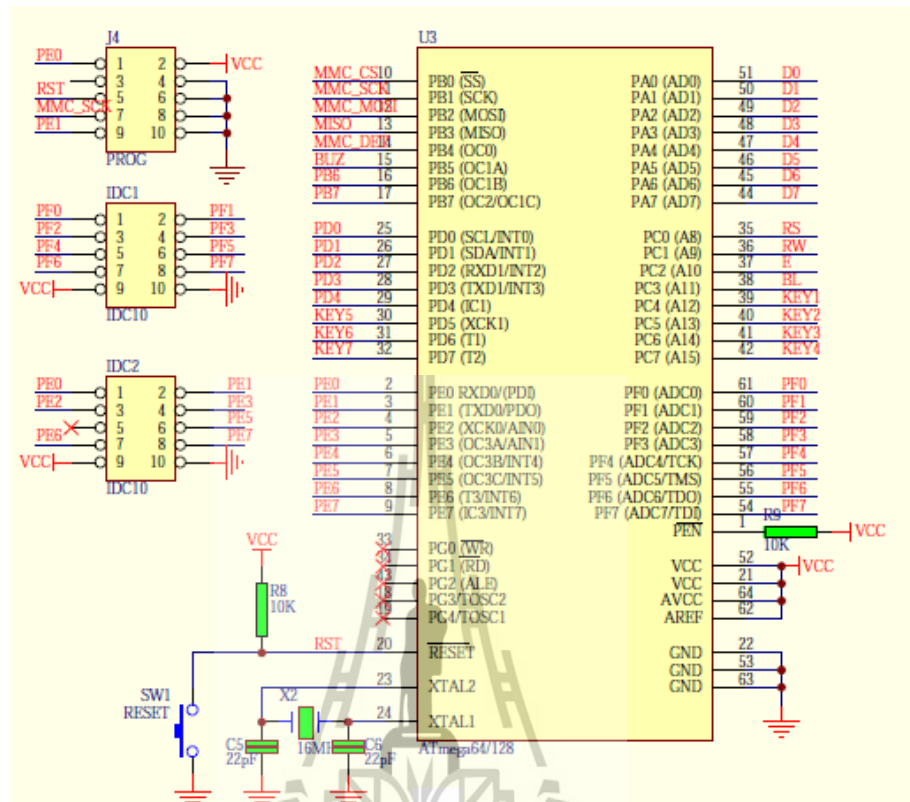 J4
PE0 1 2 VCC
3 4
RST 5 6
MMC_SCK 7 8
PE1 9 10
PROG
IDC1
PF0 1 2 PF1
PF2 3 4 PF3
PF4 5 6 PF5
PF6 7 8 PF7
VCC 9 10
IDC10
IDC2
PE0 1 2 PE1
PE2 3 4 PE3
5 6 PE5
PE6 7 8 PE7
VCC 9 10
IDC10
VCC
R8
10K
RST
SW1
RESET
X2
C5
22pF
C6
22pF
U3
MMC_CS 10 PB0 (SS) PA0 (AD0) 51 D0
MMC_SCK PB1 (SCK) PA1 (AD1) 50 D1
MMC_MOSI PB2 (MOSI) PA2 (AD2) 49 D2
MISO 13 PB3 (MISO) PA3 (AD3) 48 D3
14 PB4 (OC0) PA4 (AD4) 47 D4
BUZ 15 PB5 (OC1A) PA5 (AD5) 46 D5
PB6 16 PB6 (OC1B) PA6 (AD6) 45 D6
PB7 17 PB7 (OC2/OC1C) PA7 (AD7) 44 D7
PD0 25 PD0 (SCL/INT0) PC0 (A8) 35 RS
PD1 26 PD1 (SDA/INT1) PC1 (A9) 36 RW
PD2 27 PD2 (RXD1/INT2) PC2 (A10 37 E
PD3 28 PD3 (TXD1/INT3) PC3 (A11) 38 BL
PD4 29 PD4 (IC1) PC4 (A12) 39 KEY1
KEY5 30 PD5 (XCK1) PC5 (A13) 40 KEY2
KEY6 31 PD6 (T1) PC6 (A14) 41 KEY3
KEY7 32 PD7 (T2) PC7 (A15) 42 KEY4
PE0 2 PE0 RXD0/(PDI) PF0 (ADC0) 61 PF0
PE1 3 PE1 (TXD0/PDO) PF1 (ADC1) 60 PF1
PE2 4 PE2 (XCK0/AIN0) PF2 (ADC2) 59 PF2
PE3 5 PE3 (OC3A/AIN1) PF3 (ADC3) 58 PF3
PE4 6 PE4 (OC3B/INT4) PF4 (ADC4/TCK) 57 PF4
PE5 7 PE5 (OC3C/INT5) PF5 (ADC5/TMS) 56 PF5
PE6 8 PE6 (T3/INT6) PF6 (ADC6/TDO) 55 PF6
PE7 9 PE7 (IC3/INT7) PF7 (ADC7/TDI) 54 PF7
PEN 1 R9 10K VCC
33 PG0 (WR)
PG1 (RD) VCC 52 VCC
43 PG2 (ALE) VCC 21
18 PG3/TOSC2 AVCC 64
19 PG4/TOSC1 AREF 62
20 RESET GND 22
GND 53
23 XTAL2 GND 63
24 XTAL1
ATmega64/128